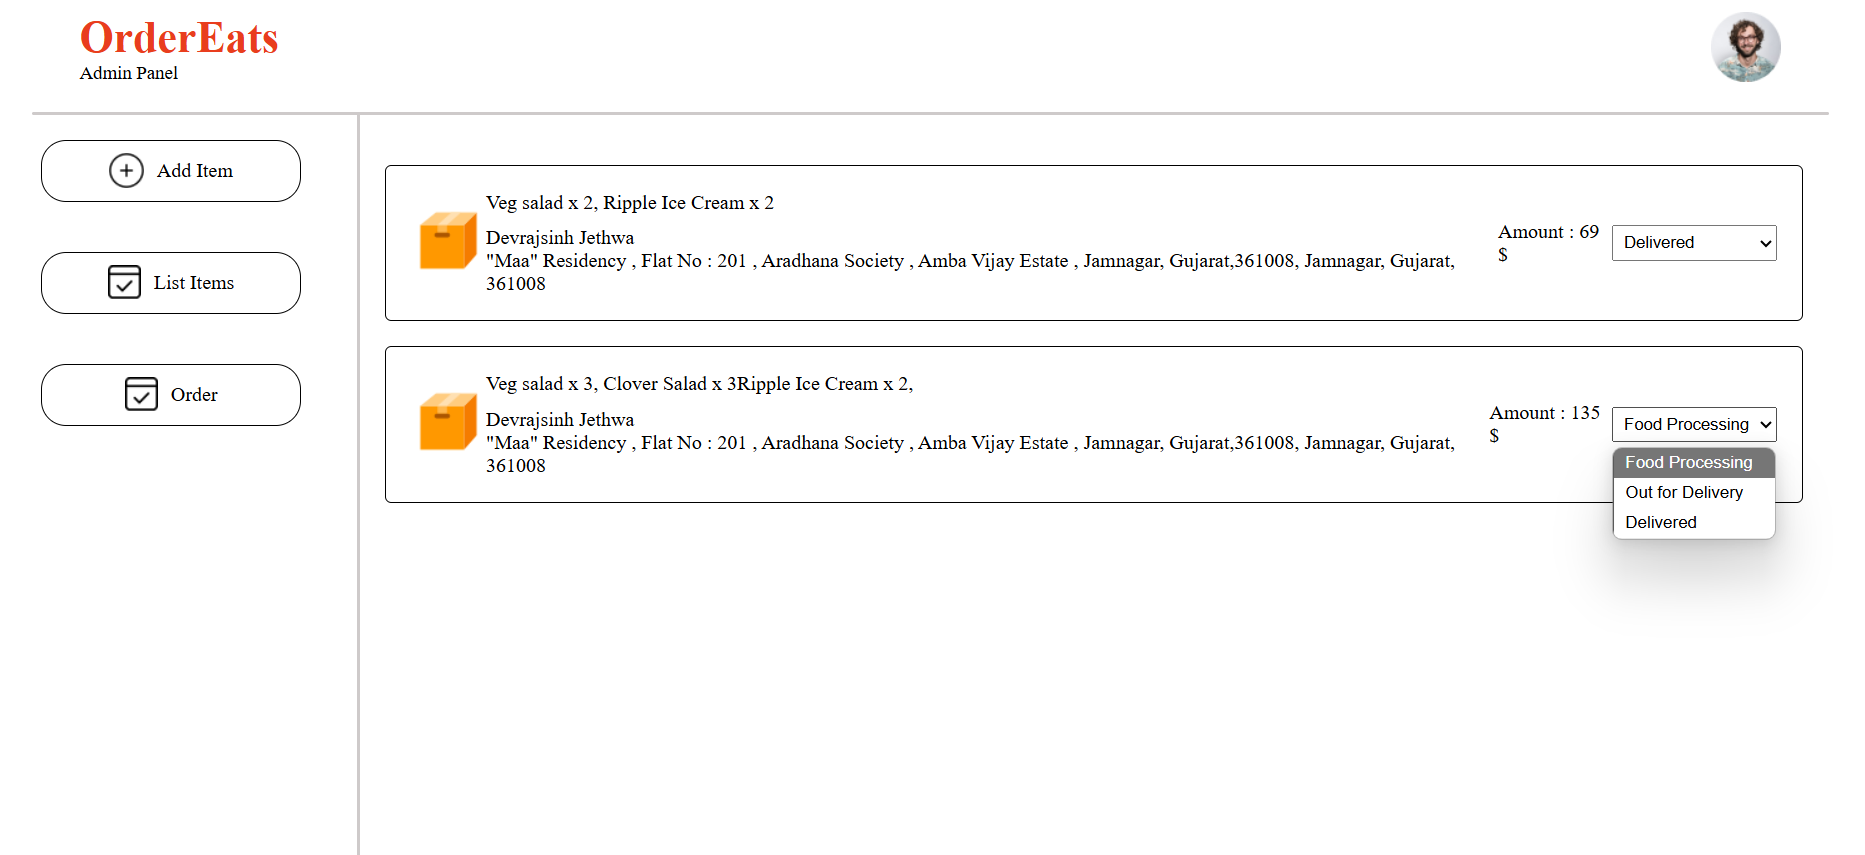 OrderEats
Admin Panel
Add Item
List Items
Order
Veg salad x 2, Ripple Ice Cream x 2
Devrajsinh Jethwa
"Maa" Residency , Flat No : 201 , Aradhana Society , Amba Vijay Estate , Jamnagar, Gujarat,361008, Jamnagar, Gujarat,
361008
Amount : 69
$
Delivered
Veg salad x 3, Clover Salad x 3Ripple Ice Cream x 2,
Devrajsinh Jethwa
"Maa" Residency , Flat No : 201 , Aradhana Society , Amba Vijay Estate , Jamnagar, Gujarat,361008, Jamnagar, Gujarat,
361008
Amount : 135
$
Food Processing
Food Processing
Out for Delivery
Delivered